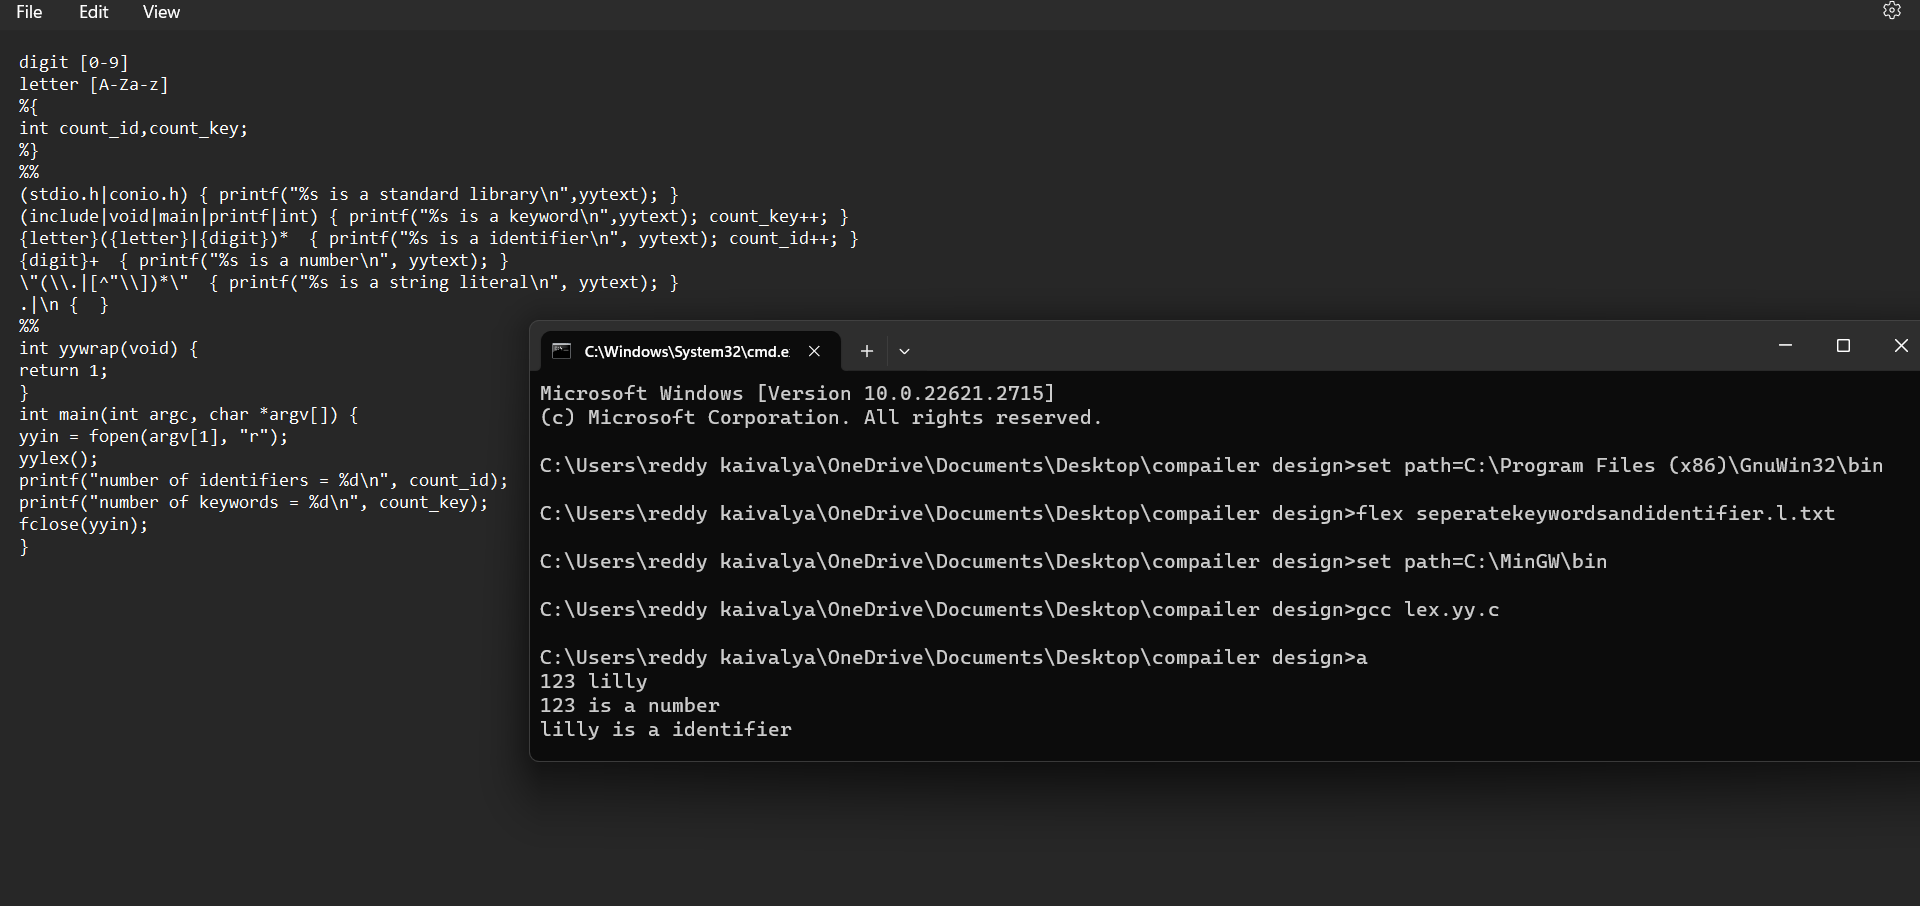 File Edit View
digit [0-9]
letter [A-Za-z]
%{
int count_id,count_key;
%}
%%
(stdio.h|conio.h) { printf("%s is a standard library\n",yytext); }
(include|void|main|printf|int) { printf("%s is a keyword\n",yytext); count_key++; }
{letter}({letter}|{digit})*  { printf("%s is a identifier\n", yytext); count_id++; }
{digit}+  { printf("%s is a number\n", yytext); }
\"(\\.|[^"\\])*\"  { printf("%s is a string literal\n", yytext); }
.|\n {  }
%%
int yywrap(void) {
return 1;
}
int main(int argc, char *argv[]) {
yyin = fopen(argv[1], "r");
yylex();
printf("number of identifiers = %d\n", count_id);
printf("number of keywords = %d\n", count_key);
fclose(yyin);
}
C:\Windows\System32\cmd.e
Microsoft Windows [Version 10.0.22621.2715]
(c) Microsoft Corporation. All rights reserved.
C:\Users\reddy kaivalya\OneDrive\Documents\Desktop\compailer design>set path=C:\Program Files (x86)\GnuWin32\bin
C:\Users\reddy kaivalya\OneDrive\Documents\Desktop\compailer design>flex seperatekeywordsandidentifier.l.txt
C:\Users\reddy kaivalya\OneDrive\Documents\Desktop\compailer design>set path=C:\MinGW\bin
C:\Users\reddy kaivalya\OneDrive\Documents\Desktop\compailer design>gcc lex.yy.c
C:\Users\reddy kaivalya\OneDrive\Documents\Desktop\compailer design>a
123 lilly
123 is a number
lilly is a identifier